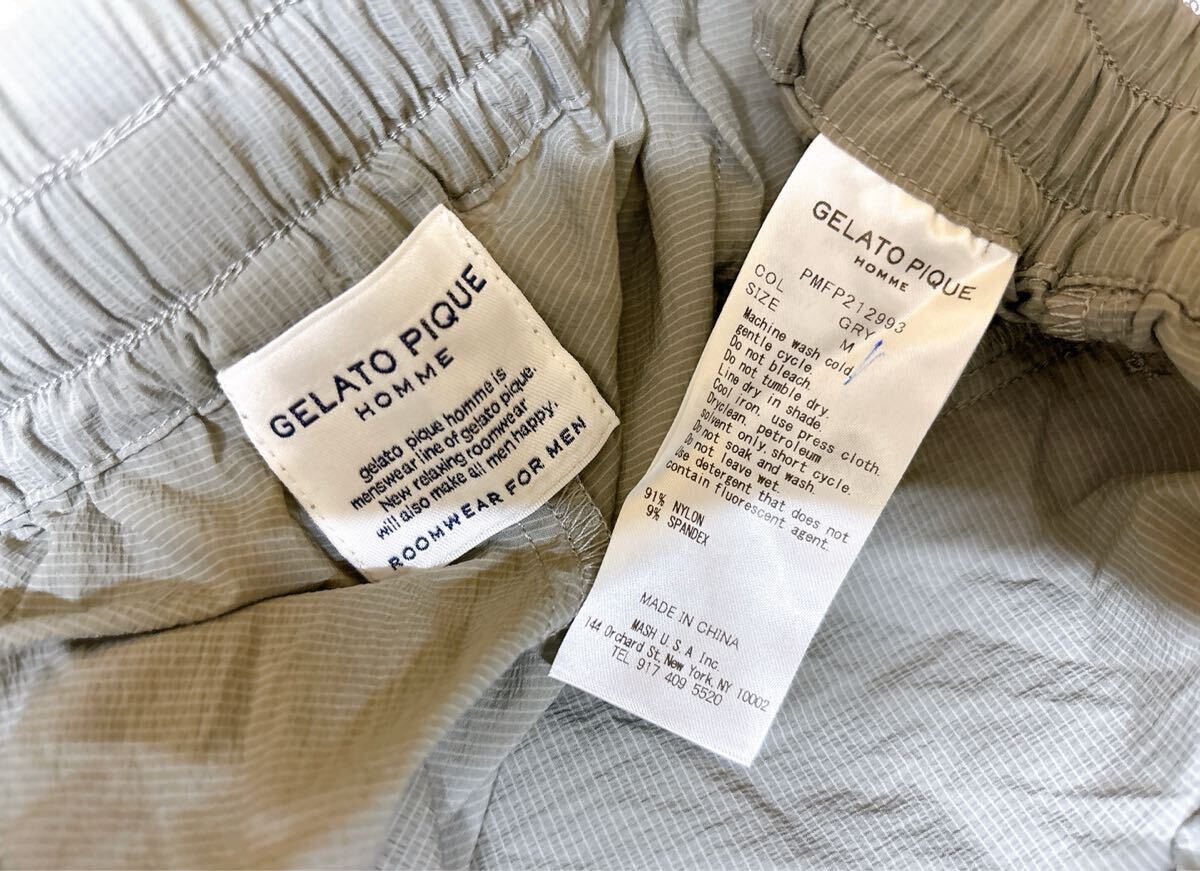 GELATO PIQUE
HOMME
gelato pique homme is
menswear line of gelato pique.
New relaxing roomwear
will also make all men happy.
ROOMWEAR FOR MEN
GELATO PIQUE
HOMME
PMFP212993
COL GRY
SIZE M
Machine wash cold,
gentle cycle.
Do not bleach.
Do not tumble dry.
Line dry in shade.
Cool iron. use press cloth.
Dryclean. petroleum
solvent only, short cycle.
Do not soak and wash.
Do not leave wet.
Use detergent that does not
contain fluorescent agent.
91% NYLON
9% SPANDEX
MADE IN CHINA
MASH U.S.A Inc.
144 Orchard St, New York, NY 10002
TEL 917 409 5520